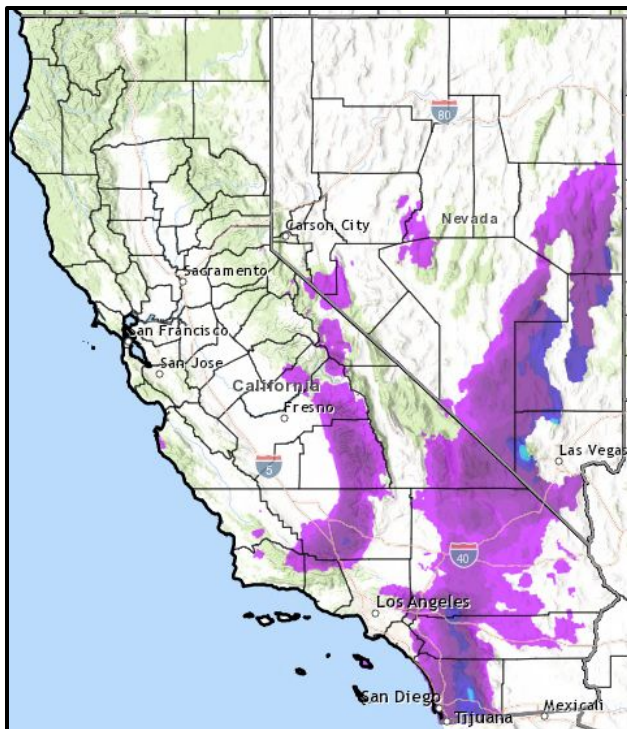 80
Nevada
Carson City
Sacramento
San Francisco
San Jose
California
Fresno
5
Las Vegas
40
Los Angeles
San Diego
Tijuana
Mexicali